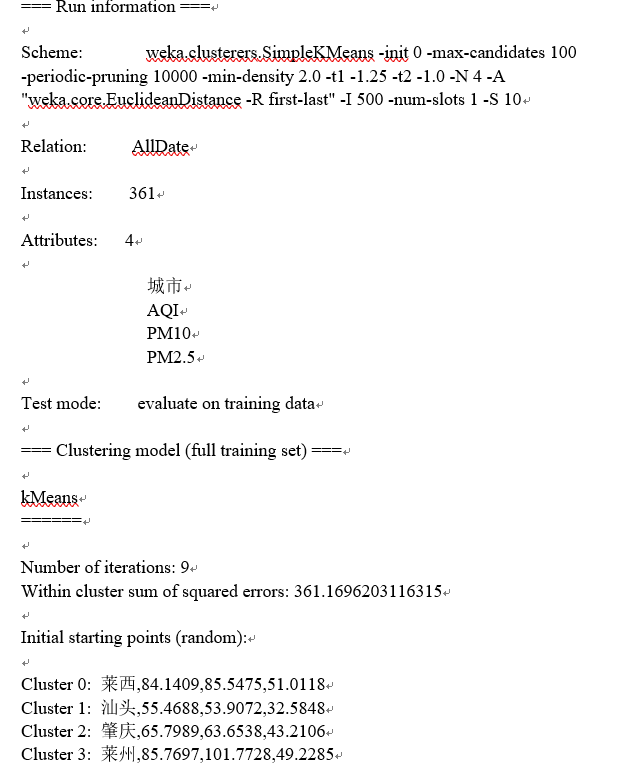 === Run information ===
Scheme: weka.clusterers.SimpleKMeans -init 0 -max-candidates 100
-periodic-pruning 10000 -min-density 2.0 -t1 -1.25 -t2 -1.0 -N 4 -A
"weka.core.EuclideanDistance -R first-last" -I 500 -num-slots 1 -S 10
Relation: AllDate
Instances: 361
Attributes: 4
城市
AQI
PM10
PM2.5
Test mode: evaluate on training data
=== Clustering model (full training set) ===
kMeans
======
Number of iterations: 9
Within cluster sum of squared errors: 361.1696203116315
Initial starting points (random):
Cluster 0: 莱西,84.1409,85.5475,51.0118
Cluster 1: 汕头,55.4688,53.9072,32.5848
Cluster 2: 肇庆,65.7989,63.6538,43.2106
Cluster 3: 莱州,85.7697,101.7728,49.2285